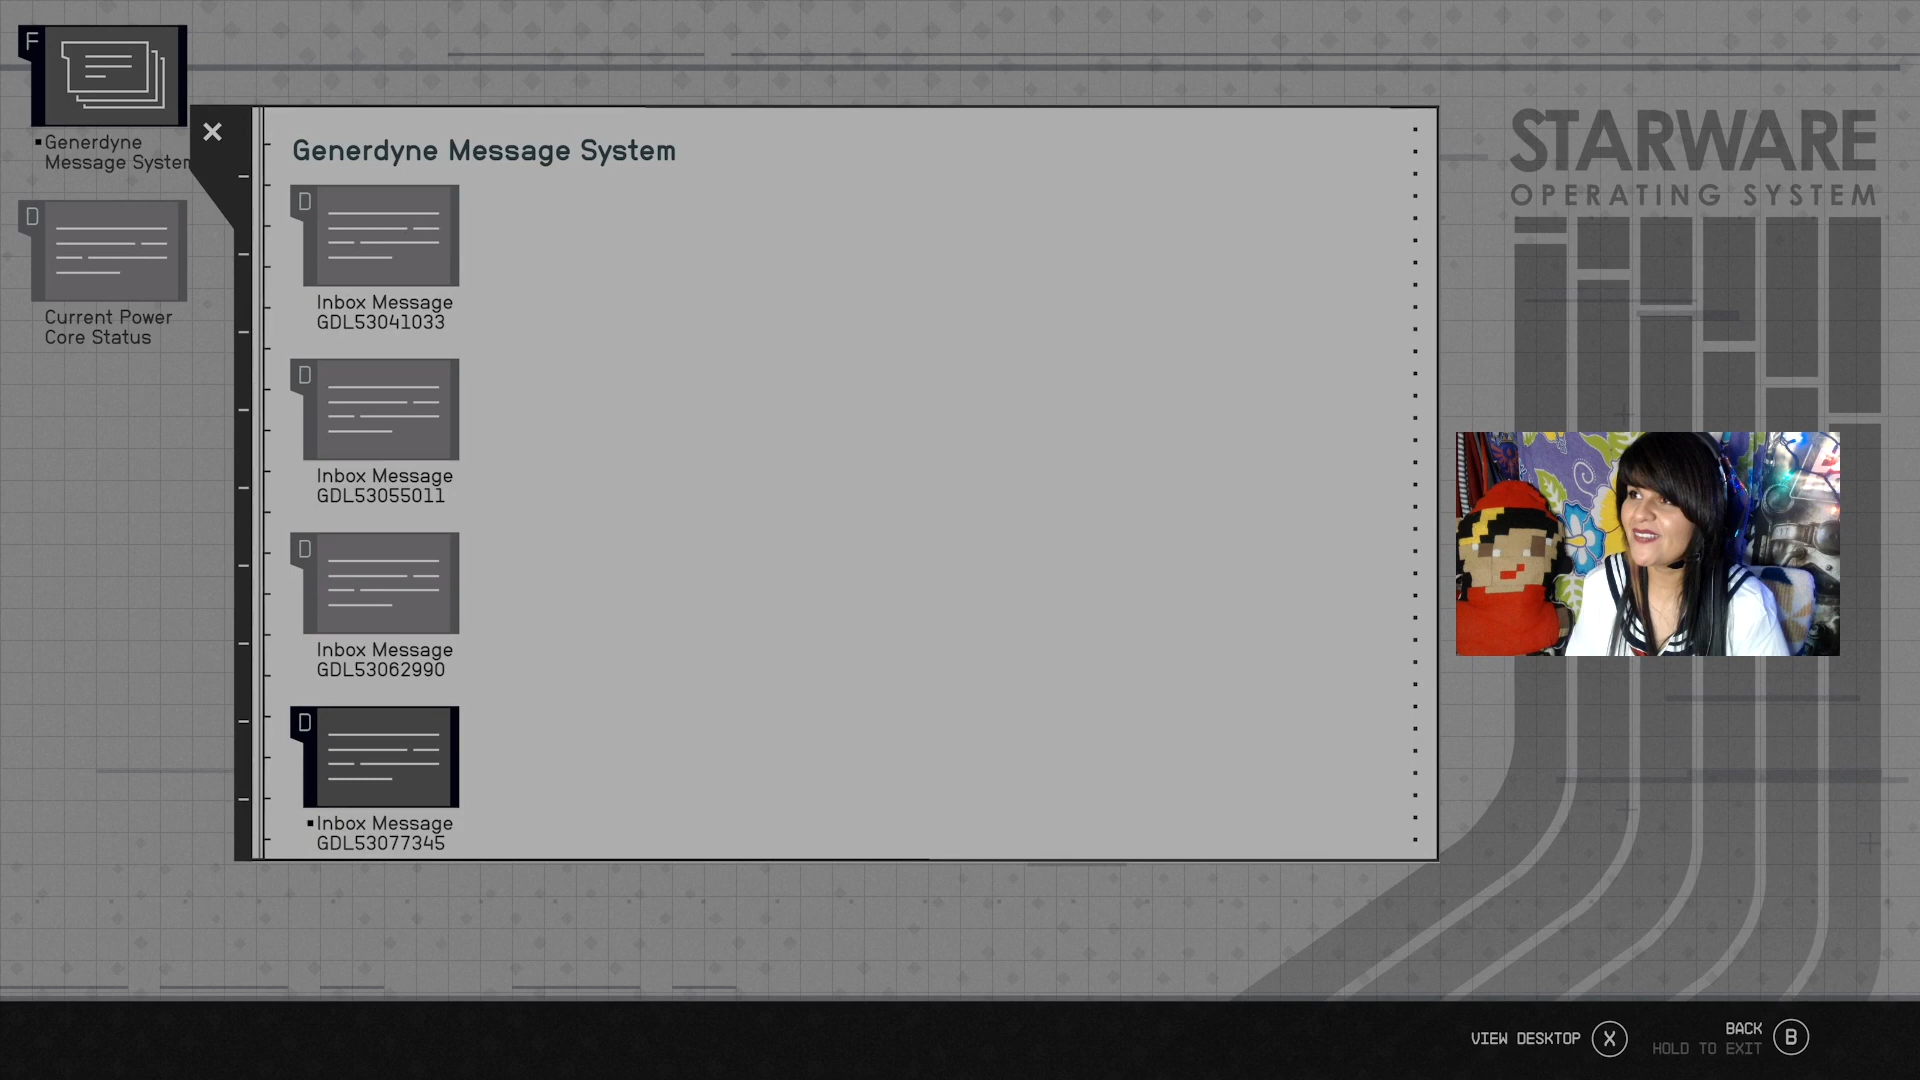 F
Generdyne
Message System
D
Current Power
Core Status
Generdyne Message System
D
Inbox Message
GDL53041033
D
Inbox Message
GDL53055011
D
Inbox Message
GDL53062990
D
Inbox Message
GDL53077345
STARWARE
OPERATING SYSTEM
VIEW DESKTOP X
BACK B
HOLD TO EXIT